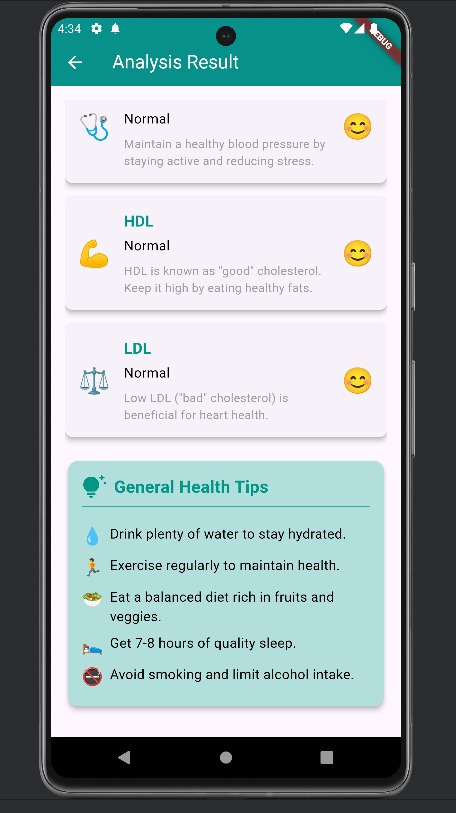 4:34
DEBUG
Analysis Result
Normal
Maintain a healthy blood pressure by
staying active and reducing stress.
HDL
Normal
HDL is known as "good" cholesterol.
Keep it high by eating healthy fats.
LDL
Normal
Low LDL ("bad" cholesterol) is
beneficial for heart health.
General Health Tips
Drink plenty of water to stay hydrated.
Exercise regularly to maintain health.
Eat a balanced diet rich in fruits and
veggies.
Get 7-8 hours of quality sleep.
Avoid smoking and limit alcohol intake.